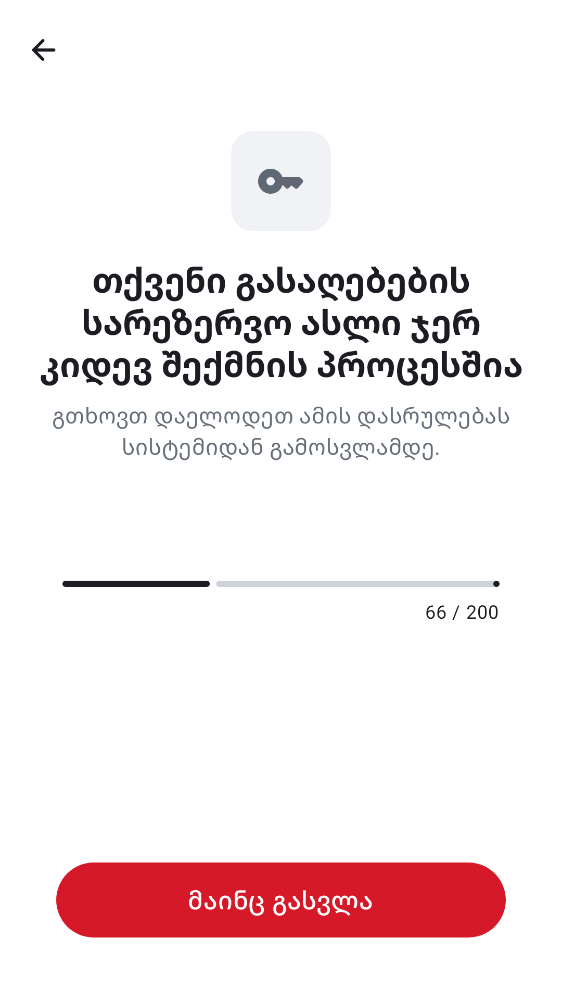 თქვენი გასაღებების
სარეზერვო ასლი ჯერ
კიდევ შექმნის პროცესშია
გთხოვთ დაელოდეთ ამის დასრულებას
სისტემიდან გამოსვლამდე.
66 / 200
მაინც გასვლა